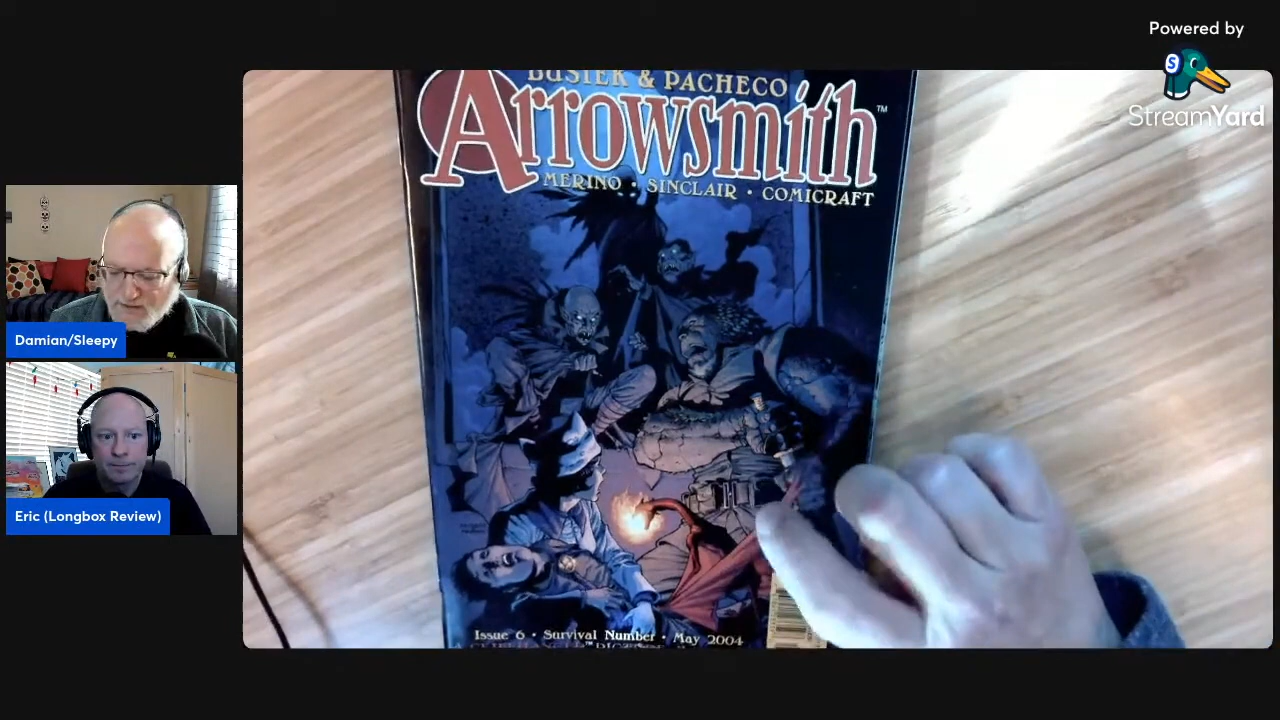 Powered by
StreamYard
BUSIEK & PACHECO
Arrowsmith™
MERINO • SINCLAIR • COMICRAFT
Damian/Sleepy
Eric (Longbox Review)
Issue 6 • Survival Number • May 2004